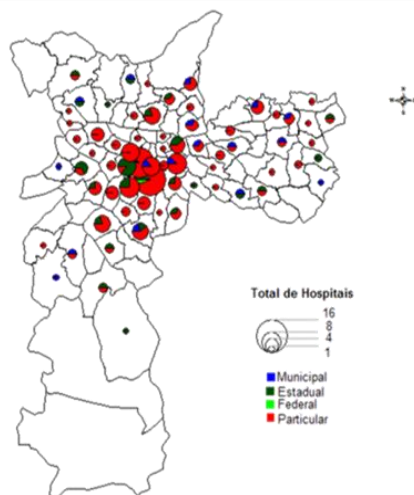 Total de Hospitais
16
8
4
1
Municipal
Estadual
Federal
Particular